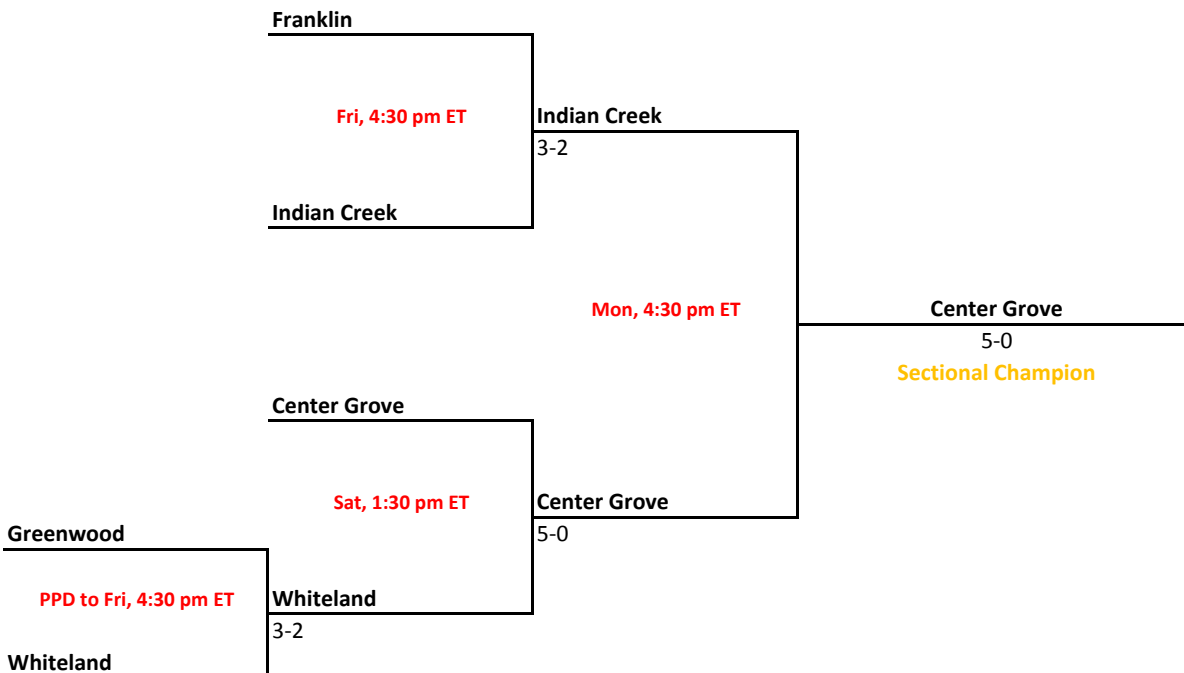 Franklin
Fri, 4:30 pm ET
Indian Creek
3-2
Indian Creek
Mon, 4:30 pm ET
Center Grove
5-0
Sectional Champion
Center Grove
Sat, 1:30 pm ET
Center Grove
5-0
Greenwood
PPD to Fri, 4:30 pm ET
Whiteland
3-2
Whiteland